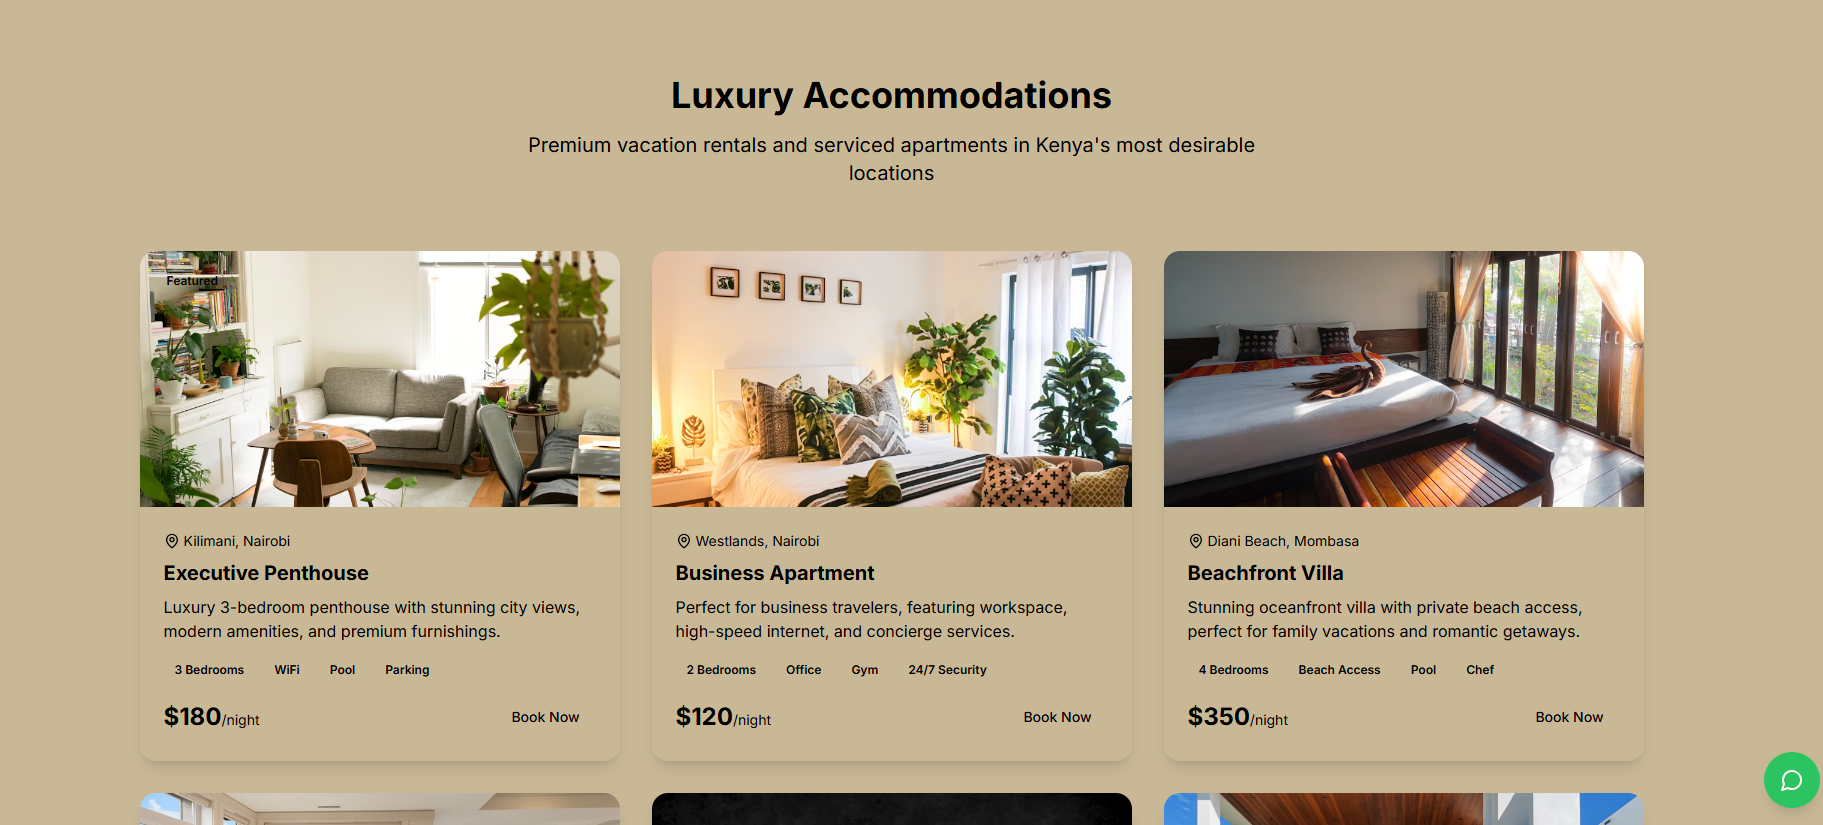 Luxury Accommodations
Premium vacation rentals and serviced apartments in Kenya's most desirable
locations
Featured
Kilimani, Nairobi
Executive Penthouse
Luxury 3-bedroom penthouse with stunning city views,
modern amenities, and premium furnishings.
3 Bedrooms WiFi Pool Parking
$180/night Book Now
Westlands, Nairobi
Business Apartment
Perfect for business travelers, featuring workspace,
high-speed internet, and concierge services.
2 Bedrooms Office Gym 24/7 Security
$120/night Book Now
Diani Beach, Mombasa
Beachfront Villa
Stunning oceanfront villa with private beach access,
perfect for family vacations and romantic getaways.
4 Bedrooms Beach Access Pool Chef
$350/night Book Now